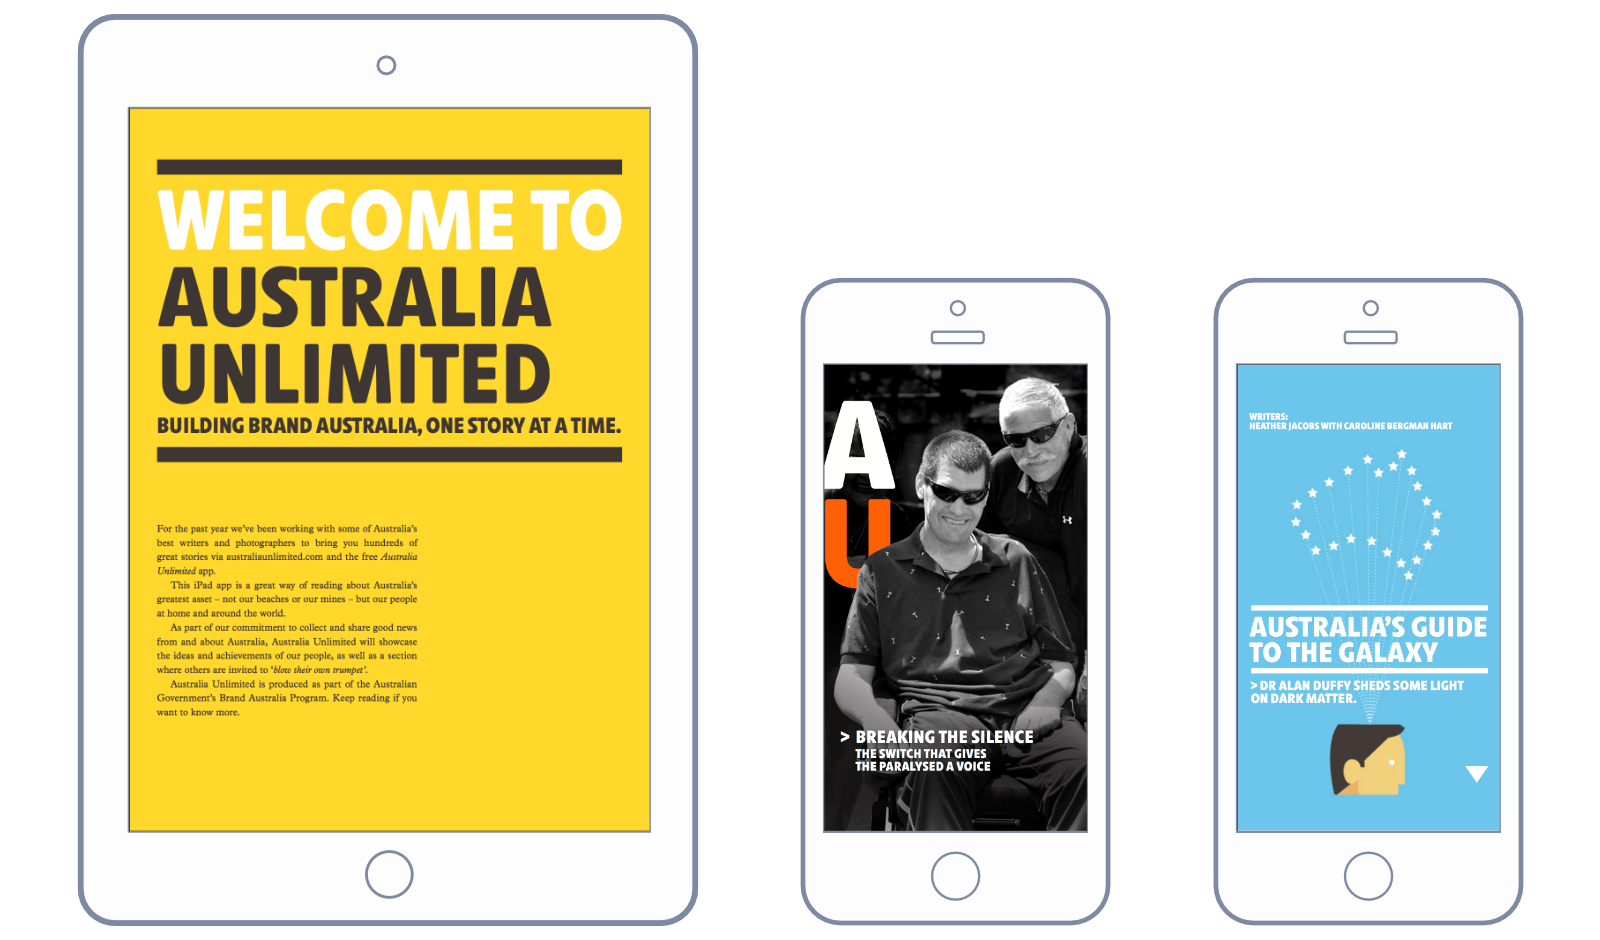 WELCOME TO
AUSTRALIA
UNLIMITED
BUILDING BRAND AUSTRALIA, ONE STORY AT A TIME.
For the past year we've been working with some of Australia's
best writers and photographers to bring you hundreds of
great stories via australiaunlimited.com and the free Australia
Unlimited app.
This iPad app is a great way of reading about Australia's
greatest asset – not our beaches or our mines – but our people
at home and around the world.
As part of our commitment to collect and share good news
from and about Australia, Australia Unlimited will showcase
the ideas and achievements of our people, as well as a section
where others are invited to 'blow their own trumpet'.
Australia Unlimited is produced as part of the Australian
Government's Brand Australia Program. Keep reading if you
want to know more.
A
U
> BREAKING THE SILENCE
THE SWITCH THAT GIVES
THE PARALYSED A VOICE
WRITERS:
HEATHER JACOBS WITH CAROLINE BERGMAN HART
AUSTRALIA'S GUIDE
TO THE GALAXY
> DR ALAN DUFFY SHEDS SOME LIGHT
ON DARK MATTER.